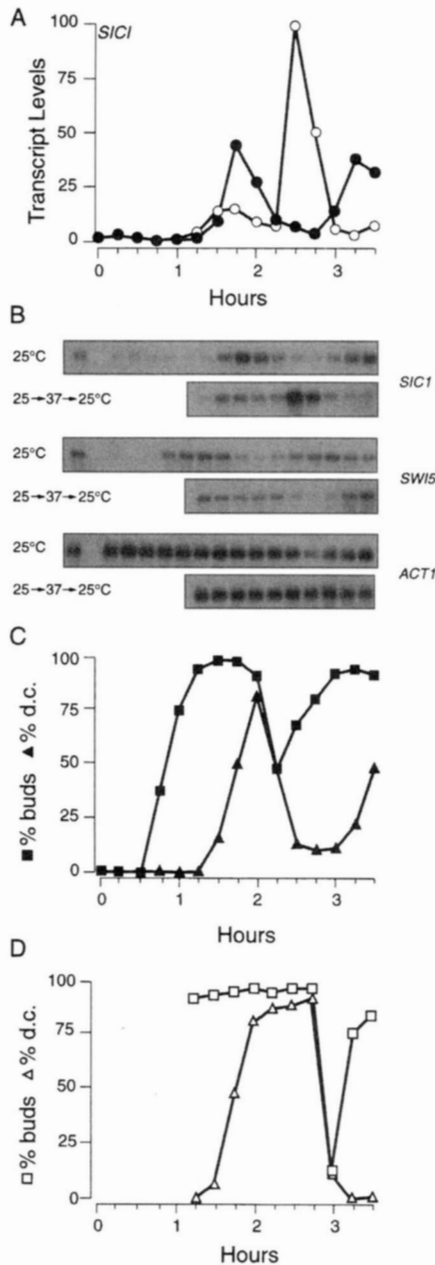 A
SIC1
100
75
50
25
0
Transcript Levels
0 1 2 3
Hours
B
25°C
25→37→25°C
SIC1
25°C
25→37→25°C
SWI5
25°C
25→37→25°C
ACT1
C
100
75
50
25
0
■ % buds ▲ % d.c.
0 1 2 3
Hours
D
100
75
50
25
0
□ % buds △ % d.c.
0 1 2 3
Hours